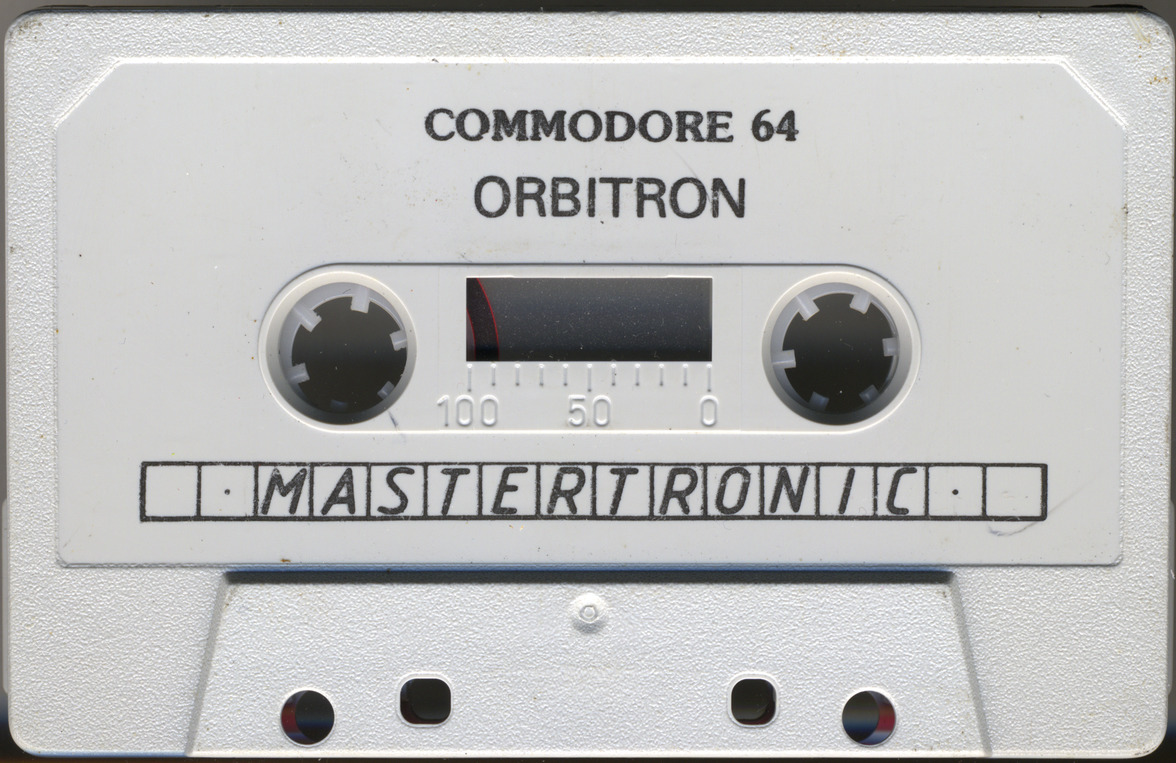 COMMODORE 64
ORBITRON
100 50 0
· MASTERTRONIC ·